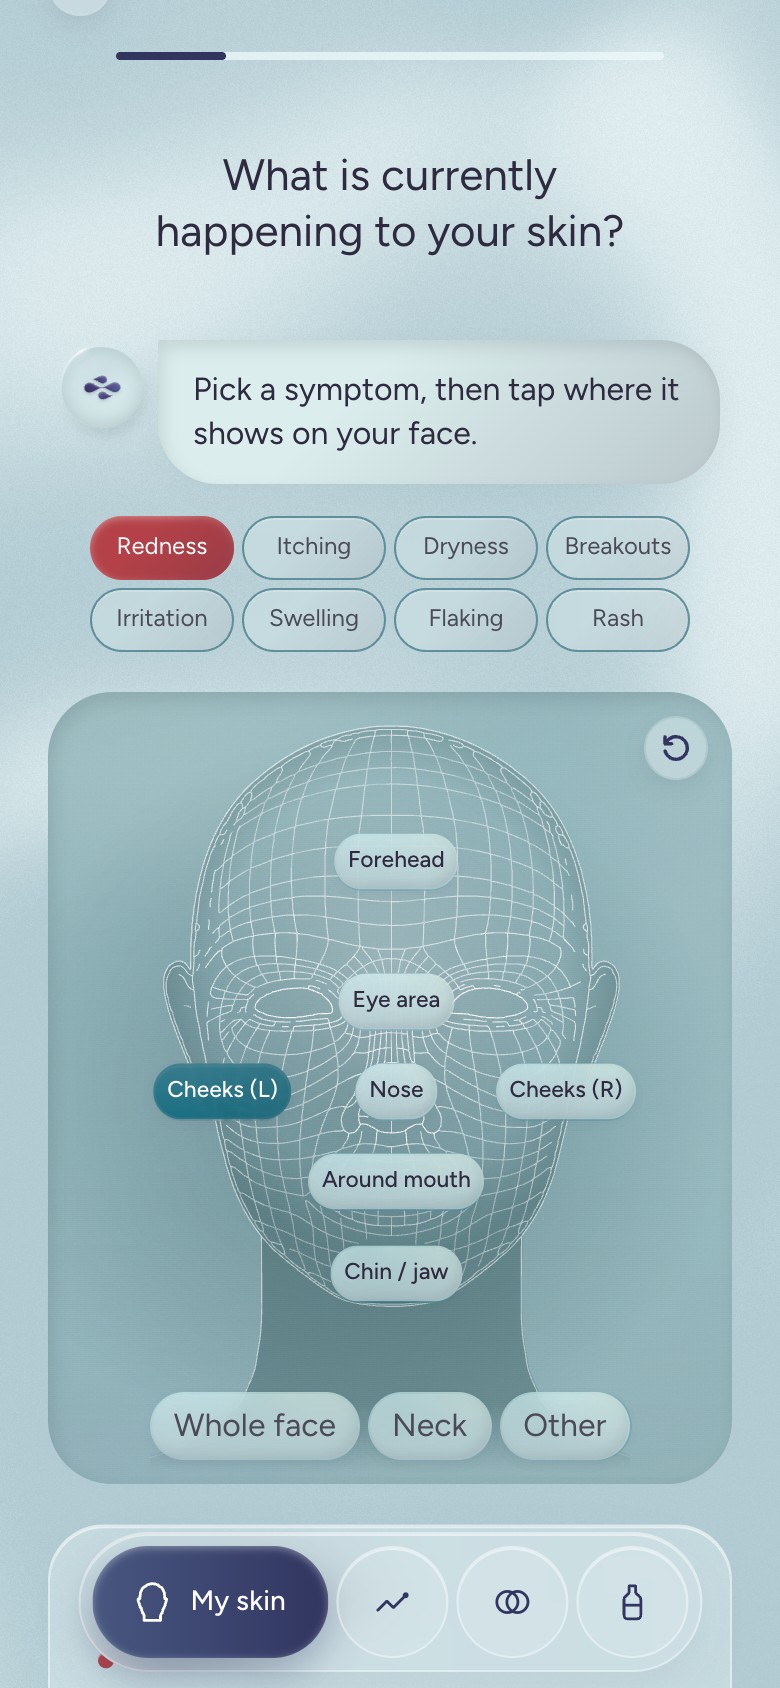 What is currently
happening to your skin?
Pick a symptom, then tap where it
shows on your face.
Redness
Itching
Dryness
Breakouts
Irritation
Swelling
Flaking
Rash
Forehead
Eye area
Cheeks (L)
Nose
Cheeks (R)
Around mouth
Chin / jaw
Whole face
Neck
Other
My skin